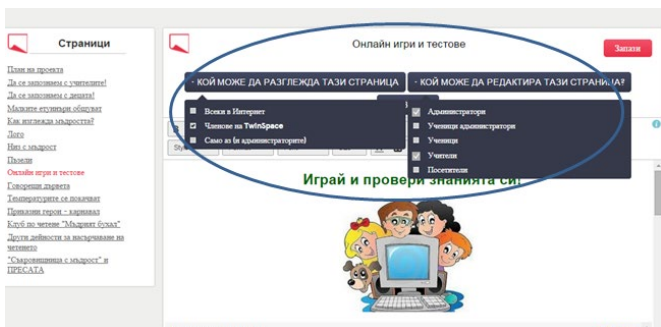 Страници
План на проекта
Да се запознаем с учителите!
Да се запознаем с децата!
Малките етуинъри общуват
Как изглежда мъдростта?
Лого
Низ с мъдрост
Пъзели
Онлайн игри и тестове
Говорещи дървета
Температурите се покачват
Приказни герои - карнавал
Клуб по четене "Мъдрият бухал"
Други дейности за насърчаване на
четенето
"Съкровищница с мъдрост" и
ПРЕСАТА
Онлайн игри и тестове
Запази
- КОЙ МОЖЕ ДА РАЗГЛЕЖДА ТАЗИ СТРАНИЦА
- КОЙ МОЖЕ ДА РЕДАКТИРА ТАЗИ СТРАНИЦА?
Всеки в Интернет
Членове на TwinSpace
Само аз (и администраторите)
Администратори
Ученици администратори
Ученици
Учители
Посетители
Играй и провери знанията си!